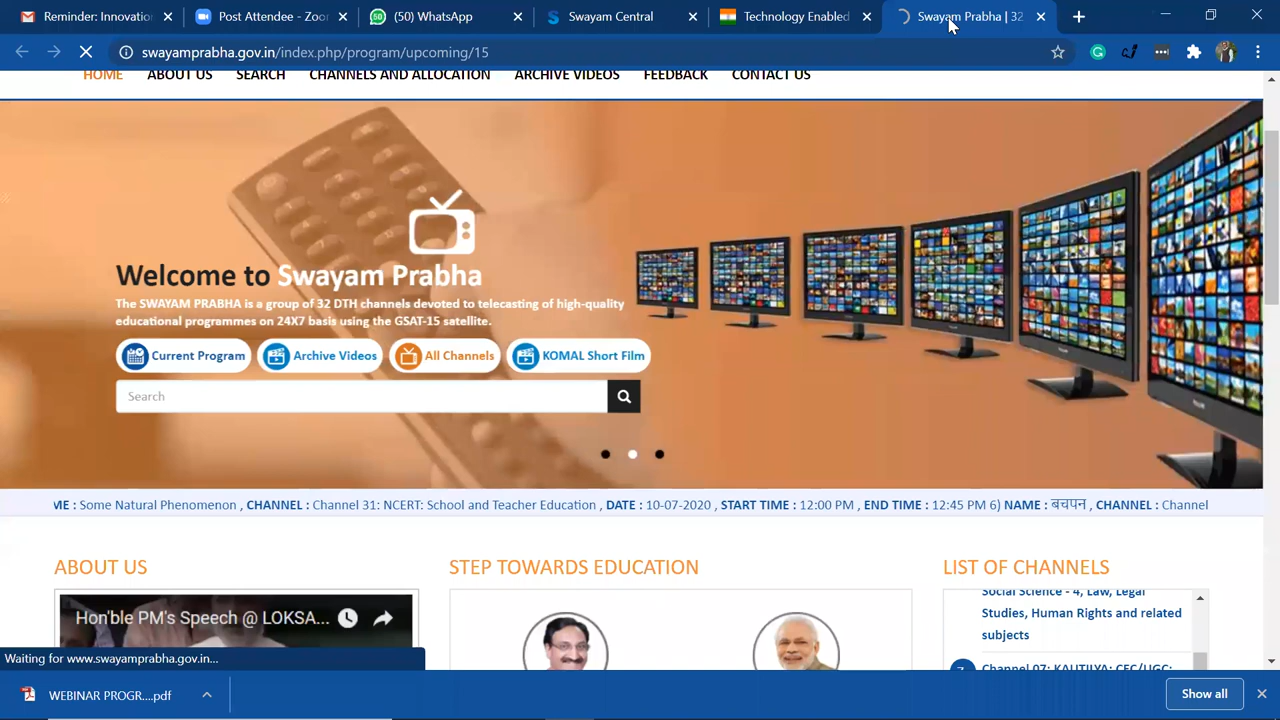 Reminder: Innovation
Post Attendee - Zoom
(50) WhatsApp
Swayam Central
Technology Enabled
Swayam Prabha | 32
swayamprabha.gov.in/index.php/program/upcoming/15
HOME ABOUT US SEARCH CHANNELS AND ALLOCATION ARCHIVE VIDEOS FEEDBACK CONTACT US
Welcome to Swayam Prabha
The SWAYAM PRABHA is a group of 32 DTH channels devoted to telecasting of high-quality
educational programmes on 24X7 basis using the GSAT-15 satellite.
Current Program Archive Videos All Channels KOMAL Short Film
Search
ME : Some Natural Phenomenon , CHANNEL : Channel 31: NCERT: School and Teacher Education , DATE : 10-07-2020 , START TIME : 12:00 PM , END TIME : 12:45 PM 6) NAME : बचपन , CHANNEL : Channel
ABOUT US
STEP TOWARDS EDUCATION
LIST OF CHANNELS
Hon'ble PM's Speech @ LOKSA...
Social Science - 4, Law, Legal
Studies, Human Rights and related
subjects
Channel 07: KAUTILYA: CEC/UGC:
Waiting for www.swayamprabha.gov.in...
WEBINAR PROGR....pdf
Show all